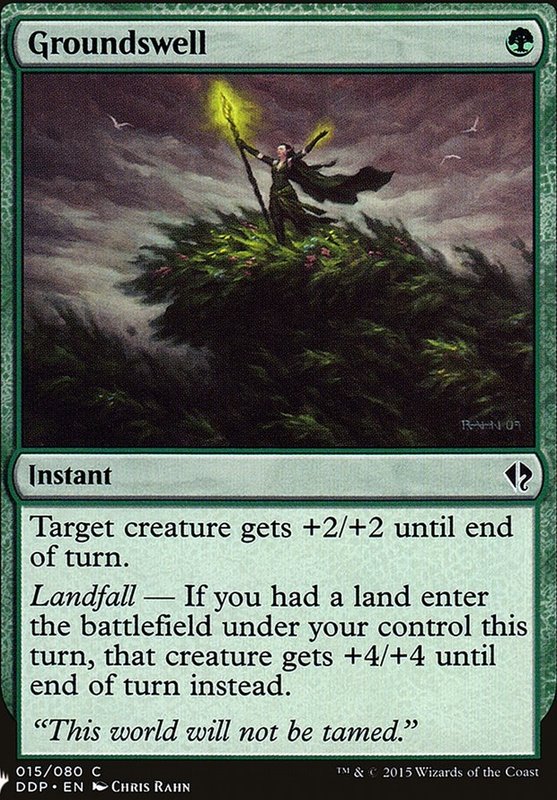 Groundswell
RAHN 09
Instant
Target creature gets +2/+2 until end
of turn.
Landfall — If you had a land enter
the battlefield under your control this
turn, that creature gets +4/+4 until
end of turn instead.
“This world will not be tamed.”
015/080 C
DDP • EN Chris Rahn
™ & © 2015 Wizards of the Coast